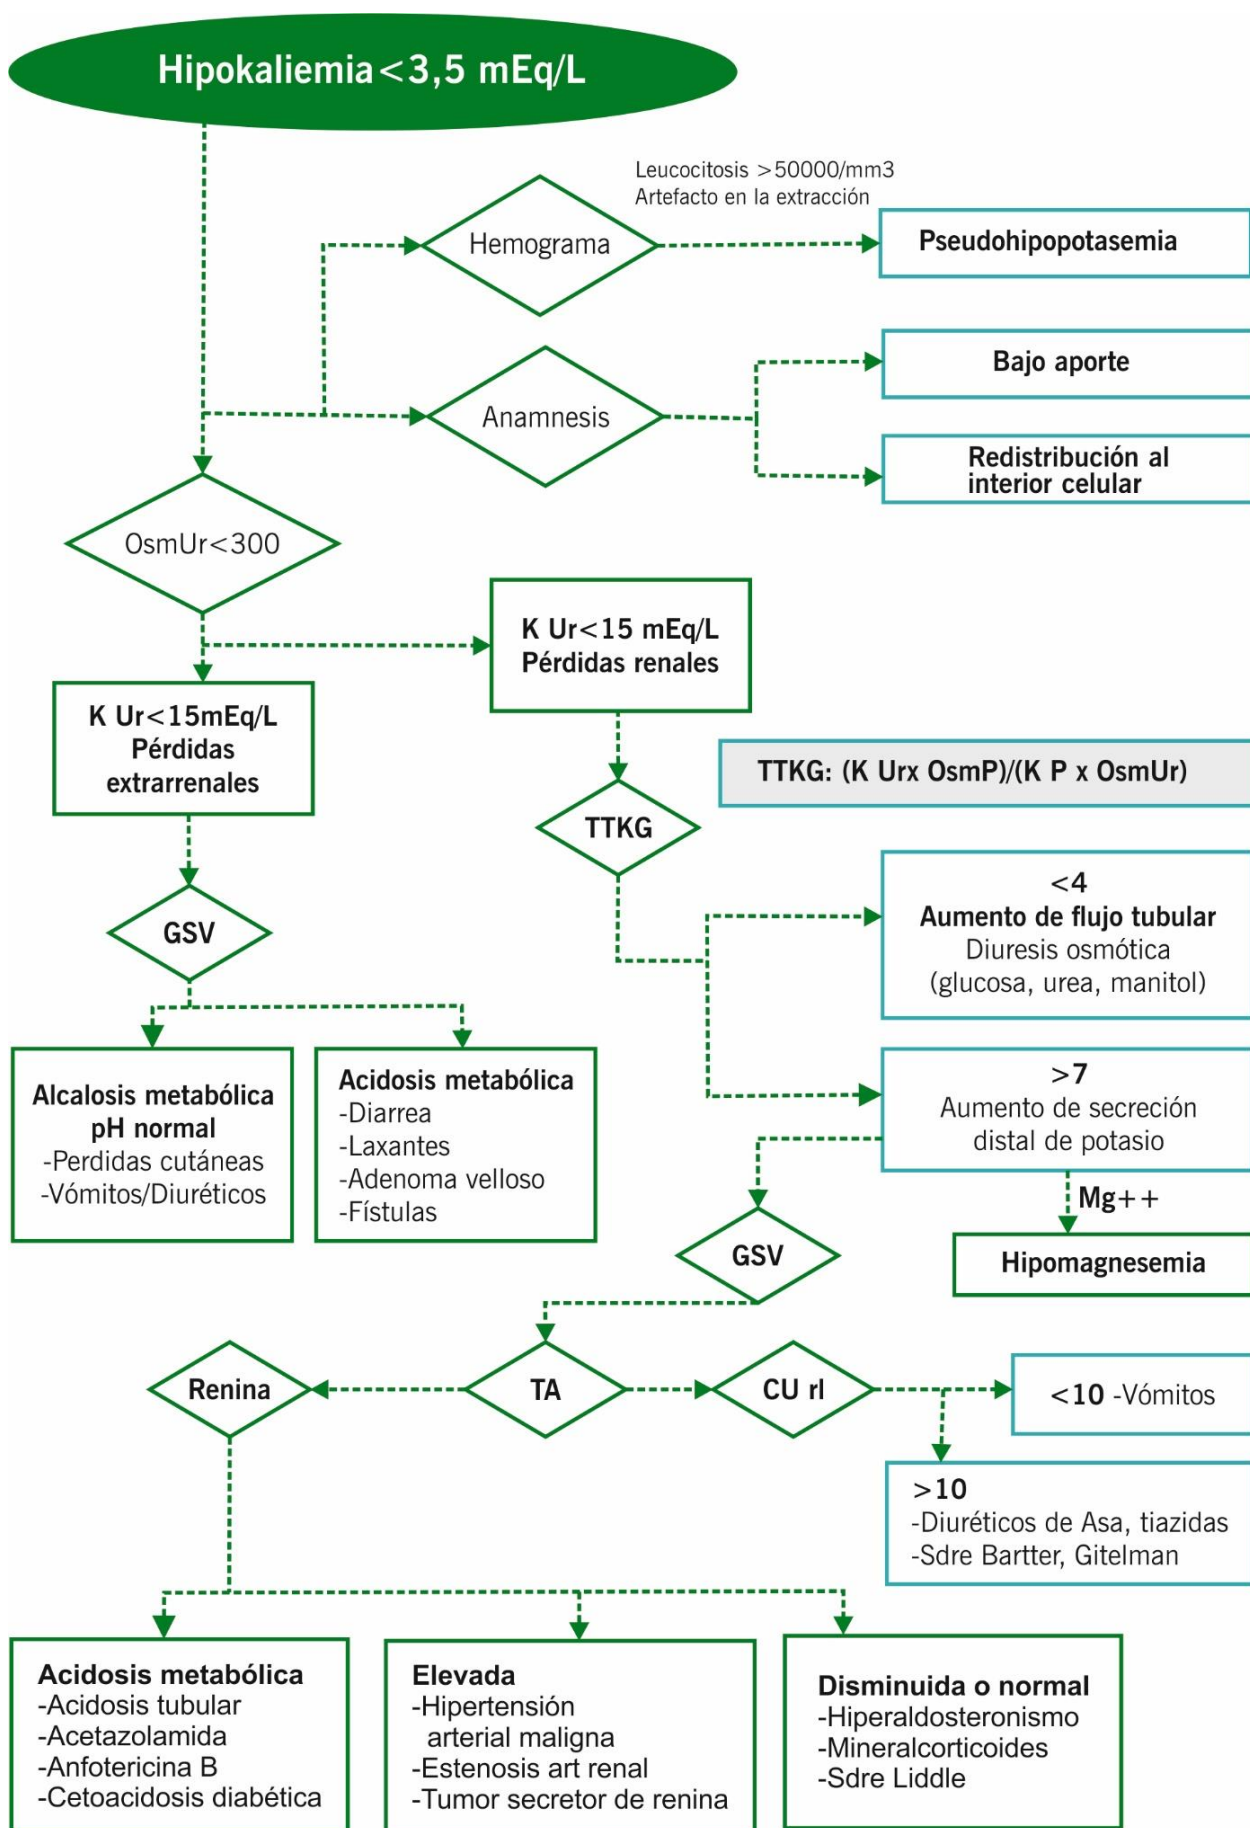 Hipokaliemia<3,5 mEq/L
Leucocitosis >50000/mm3
Artefacto en la extracción
Hemograma
Pseudohipopotasemia
Bajo aporte
Anamnesis
Redistribución al
interior celular
OsmUr<300
K Ur<15 mEq/L
Pérdidas renales
K Ur<15mEq/L
Pérdidas
extrarrenales
TTKG: (K Urx OsmP)/(K P x OsmUr)
TTKG
<4
Aumento de flujo tubular
Diuresis osmótica
(glucosa, urea, manitol)
GSV
Alcalosis metabólica
pH normal
-Perdidas cutáneas
-Vómitos/Diuréticos
Acidosis metabólica
-Diarrea
-Laxantes
-Adenoma velloso
-Fístulas
>7
Aumento de secreción
distal de potasio
Mg++
GSV
Hipomagnesemia
Renina
TA
CU rl
<10 -Vómitos
>10
-Diuréticos de Asa, tiazidas
-Sdre Bartter, Gitelman
Acidosis metabólica
-Acidosis tubular
-Acetazolamida
-Anfotericina B
-Cetoacidosis diabética
Elevada
-Hipertensión
arterial maligna
-Estenosis art renal
-Tumor secretor de renina
Disminuida o normal
-Hiperaldosteronismo
-Mineralcorticoides
-Sdre Liddle